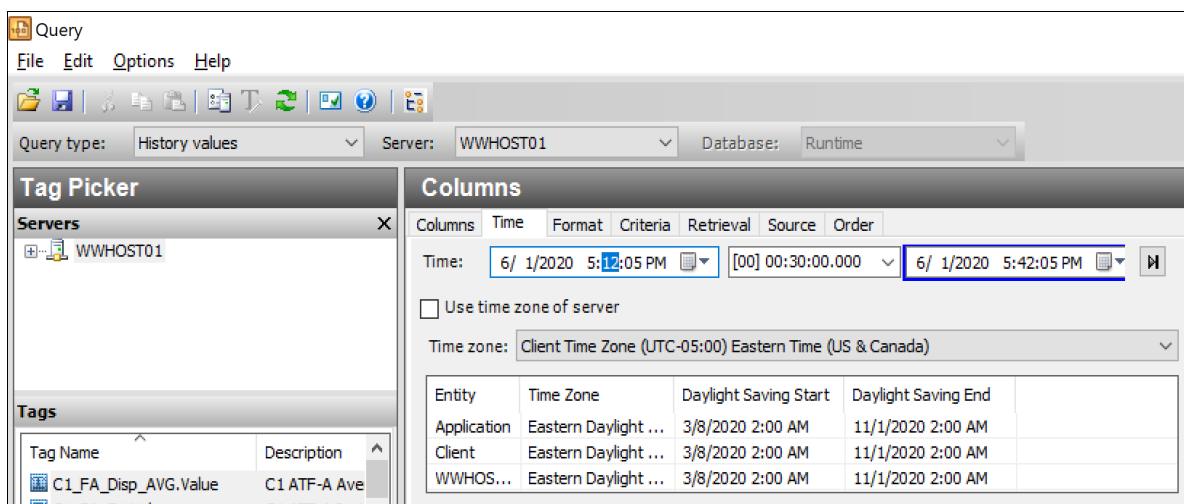 Query
File Edit Options Help
Query type: History values Server: WWHOST01 Database: Runtime
Tag Picker
Servers
WWHOST01
Tags
Tag Name Description
C1_FA_Disp_AVG.Value C1 ATF-A Ave
Columns
Columns Time Format Criteria Retrieval Source Order
Time: 6/ 1/2020 5:12:05 PM [00] 00:30:00.000 6/ 1/2020 5:42:05 PM
Use time zone of server
Time zone: Client Time Zone (UTC-05:00) Eastern Time (US & Canada)
Entity Time Zone Daylight Saving Start Daylight Saving End
Application Eastern Daylight ... 3/8/2020 2:00 AM 11/1/2020 2:00 AM
Client Eastern Daylight ... 3/8/2020 2:00 AM 11/1/2020 2:00 AM
WWHOS... Eastern Daylight ... 3/8/2020 2:00 AM 11/1/2020 2:00 AM